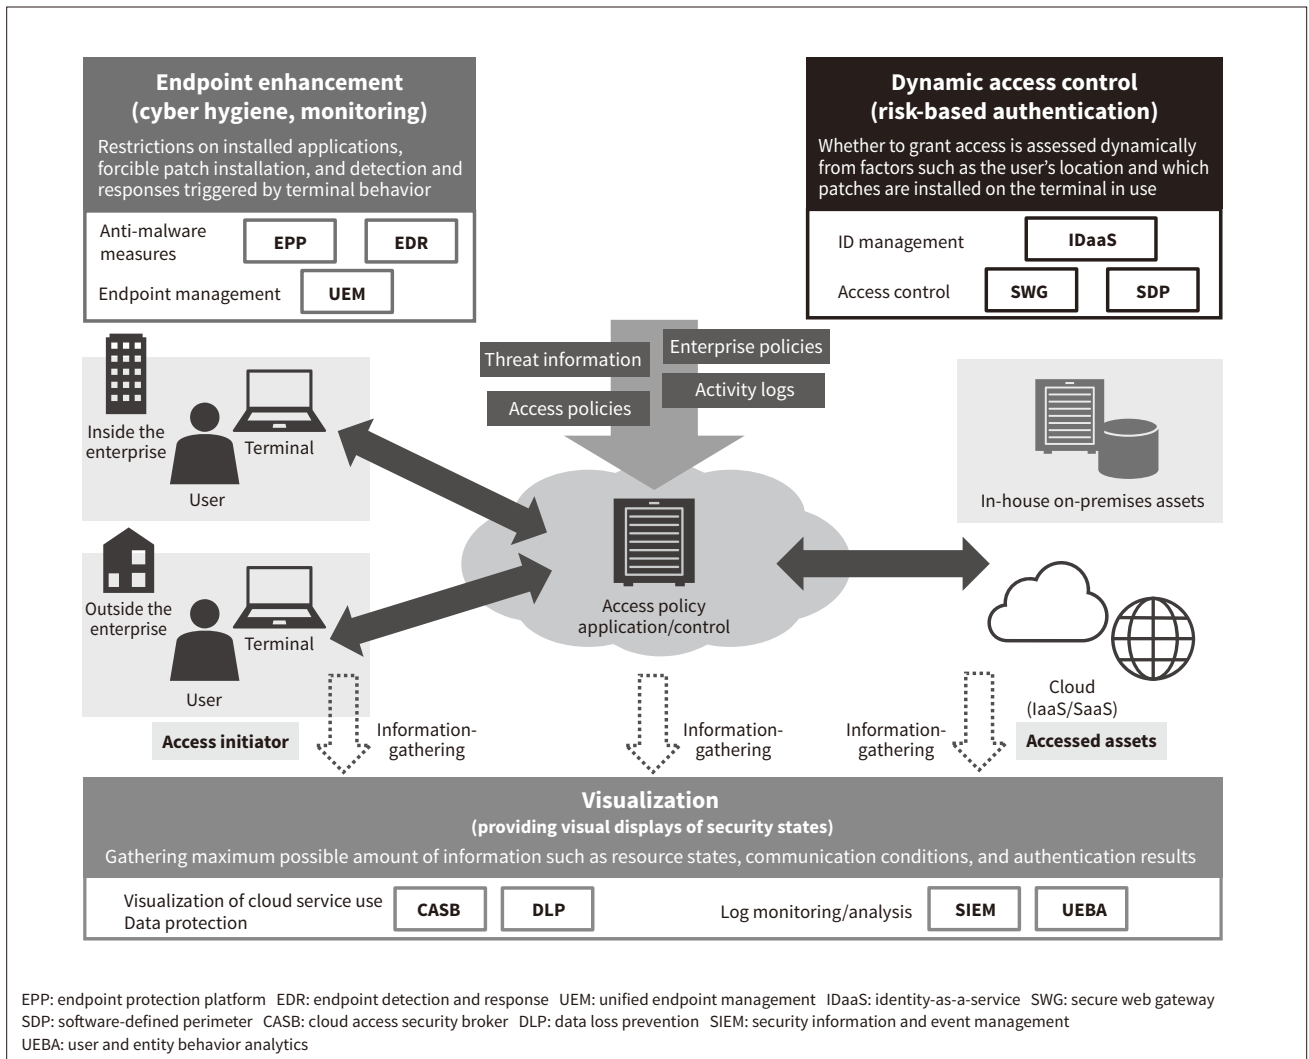 Endpoint enhancement
(cyber hygiene, monitoring)
Restrictions on installed applications,
forcible patch installation, and detection and
responses triggered by terminal behavior
Anti-malware
measures
EPP
EDR
Endpoint management
UEM
Dynamic access control
(risk-based authentication)
Whether to grant access is assessed dynamically
from factors such as the user's location and which
patches are installed on the terminal in use
ID management
IDaaS
Access control
SWG
SDP
Threat information
Enterprise policies
Access policies
Activity logs
Inside the
enterprise
Terminal
User
Outside the
enterprise
Terminal
User
Access initiator
Access policy
application/control
In-house on-premises assets
Cloud
(IaaS/SaaS)
Accessed assets
Information-
gathering
Information-
gathering
Information-
gathering
Visualization
(providing visual displays of security states)
Gathering maximum possible amount of information such as resource states, communication conditions, and authentication results
Visualization of cloud service use
Data protection
CASB
DLP
Log monitoring/analysis
SIEM
UEBA
EPP: endpoint protection platform EDR: endpoint detection and response UEM: unified endpoint management IDaaS: identity-as-a-service SWG: secure web gateway
SDP: software-defined perimeter CASB: cloud access security broker DLP: data loss prevention SIEM: security information and event management
UEBA: user and entity behavior analytics